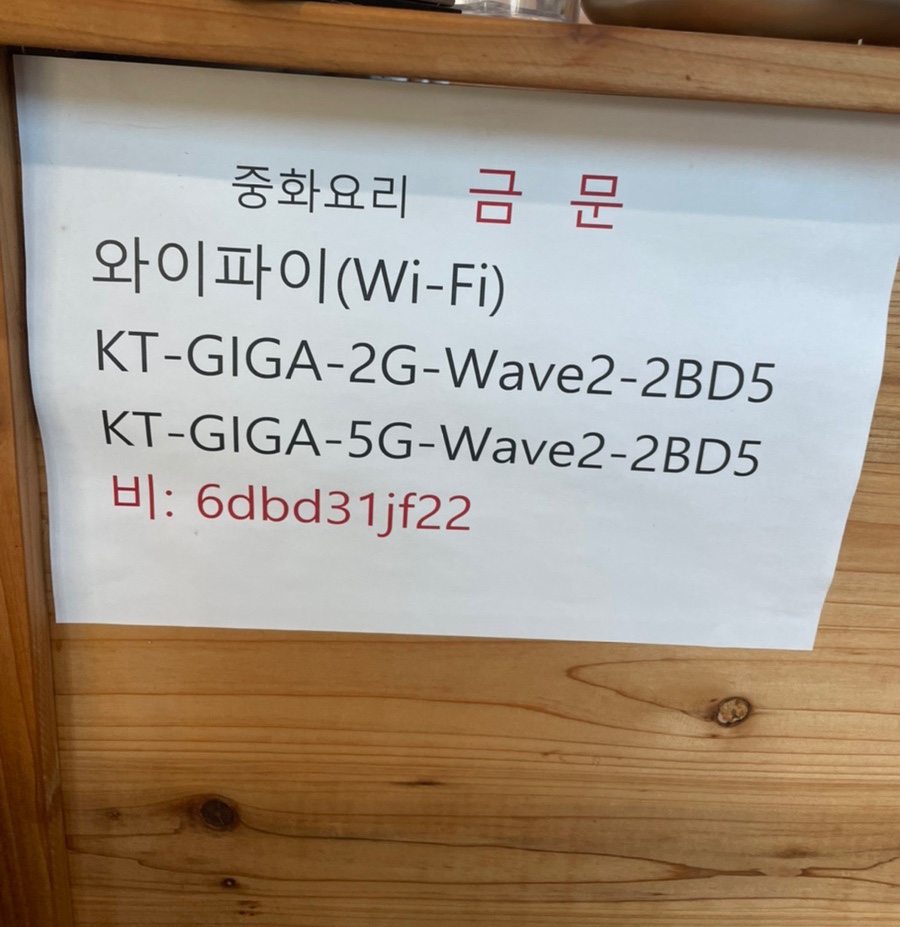 중화요리 금 문
와이파이(Wi-Fi)
KT-GIGA-2G-Wave2-2BD5
KT-GIGA-5G-Wave2-2BD5
비: 6dbd31jf22